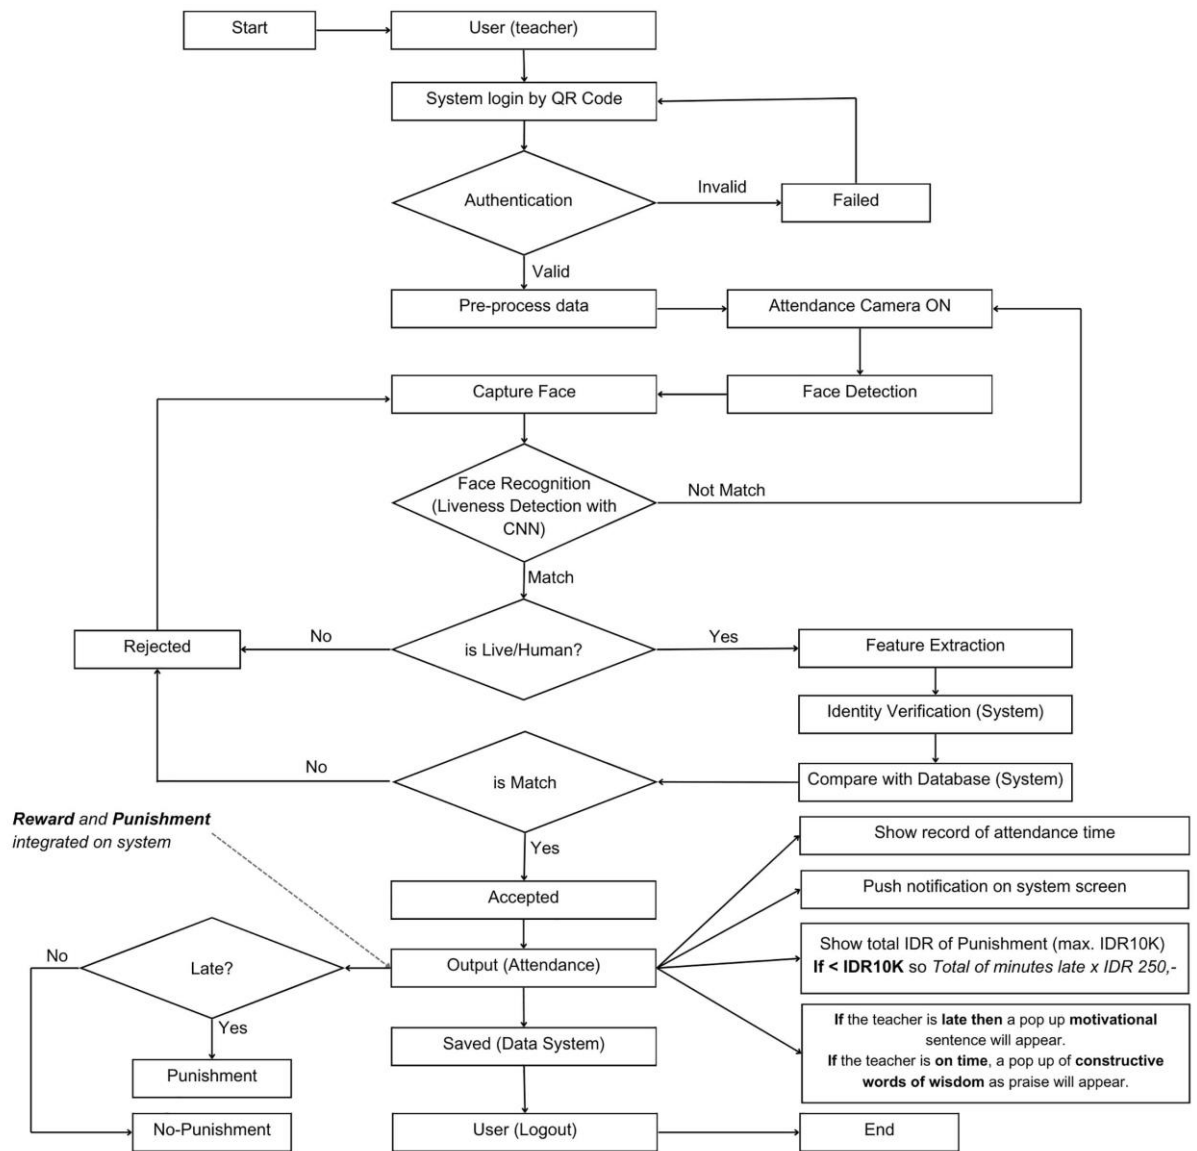 Start
User (teacher)
System login by QR Code
Authentication
Invalid
Failed
Valid
Pre-process data
Attendance Camera ON
Capture Face
Face Detection
Face Recognition
(Liveness Detection with
CNN)
Not Match
Match
Rejected
No
is Live/Human?
Yes
Feature Extraction
Identity Verification (System)
No
is Match
Compare with Database (System)
Reward and Punishment
integrated on system
Yes
Show record of attendance time
Accepted
Push notification on system screen
No
Late?
Output (Attendance)
Show total IDR of Punishment (max. IDR10K)
If < IDR10K so Total of minutes late x IDR 250,-
Yes
Saved (Data System)
If the teacher is late then a pop up motivational
sentence will appear.
If the teacher is on time, a pop up of constructive
words of wisdom as praise will appear.
Punishment
No-Punishment
User (Logout)
End